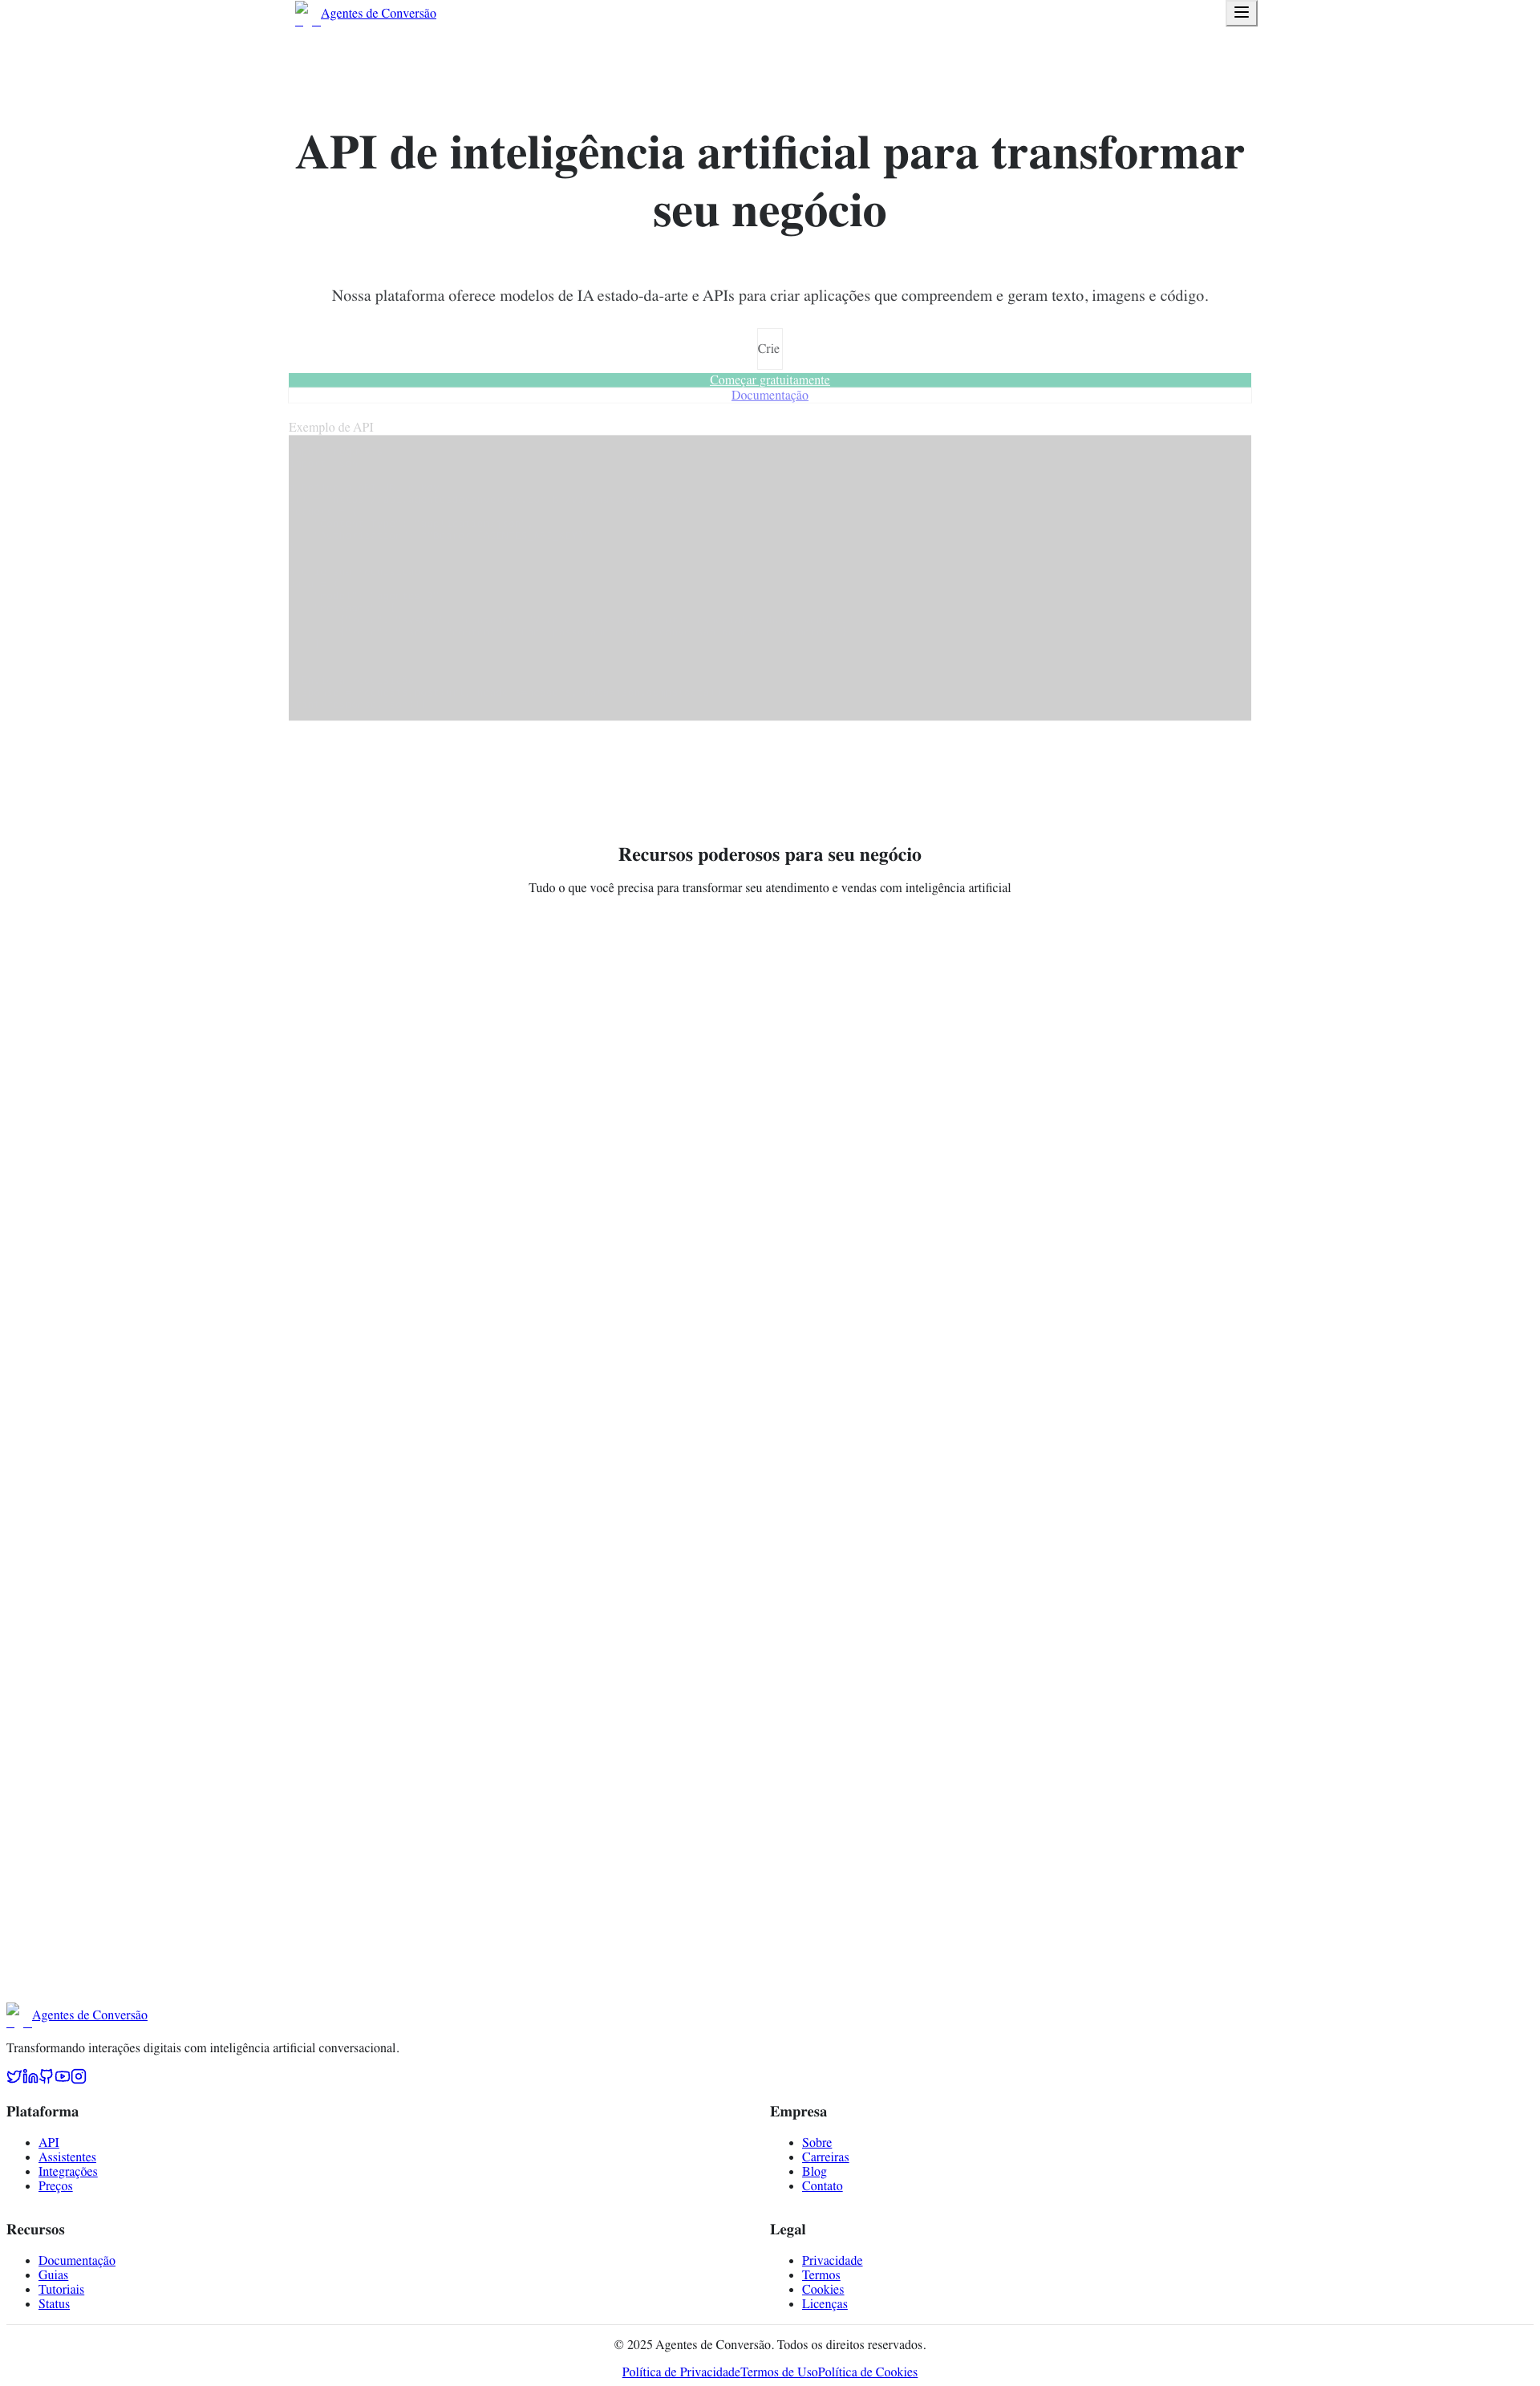 Agentes de Conversão
API de inteligência artificial para transformar
seu negócio
Nossa plataforma oferece modelos de IA estado-da-arte e APIs para criar aplicações que compreendem e geram texto, imagens e código.
Crie
Começar gratuitamente
Documentação
Exemplo de API
Recursos poderosos para seu negócio
Tudo o que você precisa para transformar seu atendimento e vendas com inteligência artificial
Agentes de Conversão
Transformando interações digitais com inteligência artificial conversacional.
Plataforma
API
Assistentes
Integrações
Preços
Empresa
Sobre
Carreiras
Blog
Contato
Recursos
Documentação
Guias
Tutoriais
Status
Legal
Privacidade
Termos
Cookies
Licenças
© 2025 Agentes de Conversão. Todos os direitos reservados.
Política de PrivacidadeTermos de UsoPolítica de Cookies